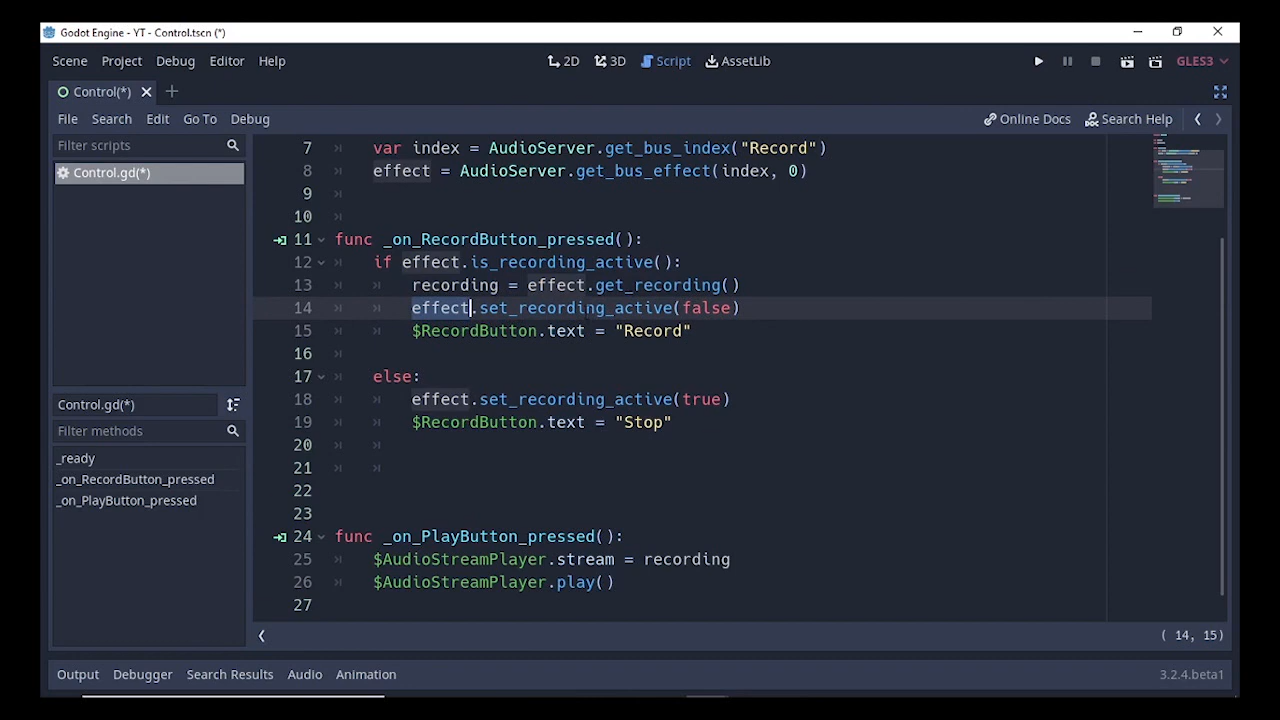 Godot Engine - YT - Control.tscn (*)
Scene Project Debug Editor Help 2D 3D Script AssetLib GLES3
Control(*)
File Search Edit Go To Debug Online Docs Search Help
Filter scripts
Control.gd(*)
Control.gd(*)
Filter methods
_ready
_on_RecordButton_pressed
_on_PlayButton_pressed
7 var index = AudioServer.get_bus_index("Record")
8 effect = AudioServer.get_bus_effect(index, 0)
9
10
11 func _on_RecordButton_pressed():
12 if effect.is_recording_active():
13 recording = effect.get_recording()
14 effect.set_recording_active(false)
15 $RecordButton.text = "Record"
16
17 else:
18 effect.set_recording_active(true)
19 $RecordButton.text = "Stop"
20
21
22
23
24 func _on_PlayButton_pressed():
25 $AudioStreamPlayer.stream = recording
26 $AudioStreamPlayer.play()
27
( 14, 15)
Output Debugger Search Results Audio Animation 3.2.4.beta1